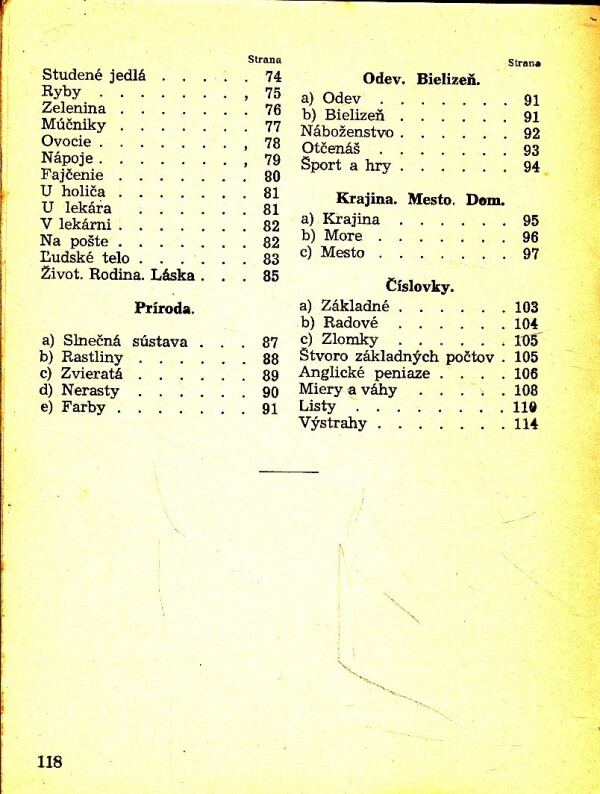 Strana
Studené jedlá . . . . . 74
Ryby . . . . . . . , 75
Zelenina . . . . . . . 76
Múčniky . . . . . . . 77
Ovocie . . . . . . . , 78
Nápoje . . . . . . . , 79
Fajčenie . . . . . . . 80
U holiča . . . . . . . 81
U lekára . . . . . . 81
V lekárni . . . . . . . 82
Na pošte . . . . . . . 82
Ľudské telo . . . . . . 83
Život. Rodina. Láska . . . 85
Príroda.
a) Slnečná sústava . . . 87
b) Rastliny . . . . . . 88
c) Zvieratá . . . . . . 89
d) Nerasty . . . . . . 90
e) Farby . . . . . . . 91
Strana
Odev. Bielizeň.
a) Odev . . . . . . . 91
b) Bielizeň . . . . . . 91
Náboženstvo . . . . . . 92
Otčenáš . . . . . . . 93
Šport a hry . . . . . . 94
Krajina. Mesto. Dom.
a) Krajina . . . . . . 95
b) More . . . . . . . 96
c) Mesto . . . . . . . 97
Číslovky.
a) Základné . . . . . . 103
b) Radové . . . . . . 104
c) Zlomky . . . . . . 105
Štvoro základných počtov . 105
Anglické peniaze . . . . 106
Miery a váhy . . . . . 108
Listy . . . . . . . . 110
Výstrahy . . . . . . . 114
118